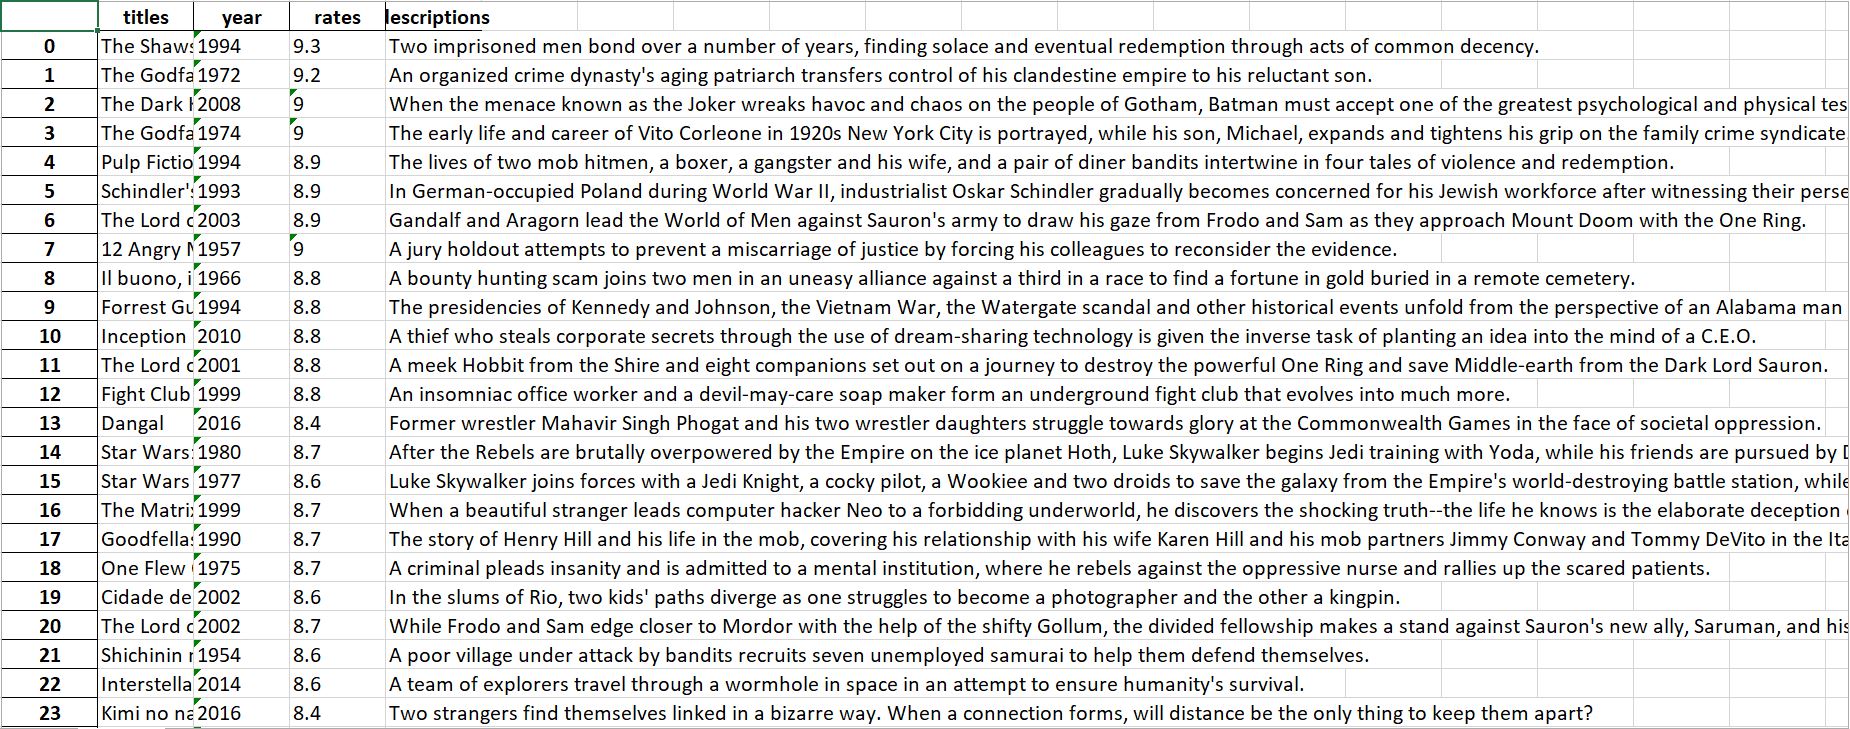 titles year rates descriptions
0 The Shaws 1994 9.3 Two imprisoned men bond over a number of years, finding solace and eventual redemption through acts of common decency.
1 The Godfa 1972 9.2 An organized crime dynasty's aging patriarch transfers control of his clandestine empire to his reluctant son.
2 The Dark 2008 9 When the menace known as the Joker wreaks havoc and chaos on the people of Gotham, Batman must accept one of the greatest psychological and physical tes
3 The Godfa 1974 9 The early life and career of Vito Corleone in 1920s New York City is portrayed, while his son, Michael, expands and tightens his grip on the family crime syndicate
4 Pulp Fictio 1994 8.9 The lives of two mob hitmen, a boxer, a gangster and his wife, and a pair of diner bandits intertwine in four tales of violence and redemption.
5 Schindler's 1993 8.9 In German-occupied Poland during World War II, industrialist Oskar Schindler gradually becomes concerned for his Jewish workforce after witnessing their perse
6 The Lord o 2003 8.9 Gandalf and Aragorn lead the World of Men against Sauron's army to draw his gaze from Frodo and Sam as they approach Mount Doom with the One Ring.
7 12 Angry 1957 9 A jury holdout attempts to prevent a miscarriage of justice by forcing his colleagues to reconsider the evidence.
8 Il buono, i 1966 8.8 A bounty hunting scam joins two men in an uneasy alliance against a third in a race to find a fortune in gold buried in a remote cemetery.
9 Forrest Gu 1994 8.8 The presidencies of Kennedy and Johnson, the Vietnam War, the Watergate scandal and other historical events unfold from the perspective of an Alabama man
10 Inception 2010 8.8 A thief who steals corporate secrets through the use of dream-sharing technology is given the inverse task of planting an idea into the mind of a C.E.O.
11 The Lord o 2001 8.8 A meek Hobbit from the Shire and eight companions set out on a journey to destroy the powerful One Ring and save Middle-earth from the Dark Lord Sauron.
12 Fight Club 1999 8.8 An insomniac office worker and a devil-may-care soap maker form an underground fight club that evolves into much more.
13 Dangal 2016 8.4 Former wrestler Mahavir Singh Phogat and his two wrestler daughters struggle towards glory at the Commonwealth Games in the face of societal oppression.
14 Star Wars: 1980 8.7 After the Rebels are brutally overpowered by the Empire on the ice planet Hoth, Luke Skywalker begins Jedi training with Yoda, while his friends are pursued by
15 Star Wars 1977 8.6 Luke Skywalker joins forces with a Jedi Knight, a cocky pilot, a Wookiee and two droids to save the galaxy from the Empire's world-destroying battle station, while
16 The Matri 1999 8.7 When a beautiful stranger leads computer hacker Neo to a forbidding underworld, he discovers the shocking truth--the life he knows is the elaborate deception
17 Goodfellas 1990 8.7 The story of Henry Hill and his life in the mob, covering his relationship with his wife Karen Hill and his mob partners Jimmy Conway and Tommy DeVito in the Ita
18 One Flew 1975 8.7 A criminal pleads insanity and is admitted to a mental institution, where he rebels against the oppressive nurse and rallies up the scared patients.
19 Cidade de 2002 8.6 In the slums of Rio, two kids' paths diverge as one struggles to become a photographer and the other a kingpin.
20 The Lord o 2002 8.7 While Frodo and Sam edge closer to Mordor with the help of the shifty Gollum, the divided fellowship makes a stand against Sauron's new ally, Saruman, and his
21 Shichinin 1954 8.6 A poor village under attack by bandits recruits seven unemployed samurai to help them defend themselves.
22 Interstella 2014 8.6 A team of explorers travel through a wormhole in space in an attempt to ensure humanity's survival.
23 Kimi no na 2016 8.4 Two strangers find themselves linked in a bizarre way. When a connection forms, will distance be the only thing to keep them apart?